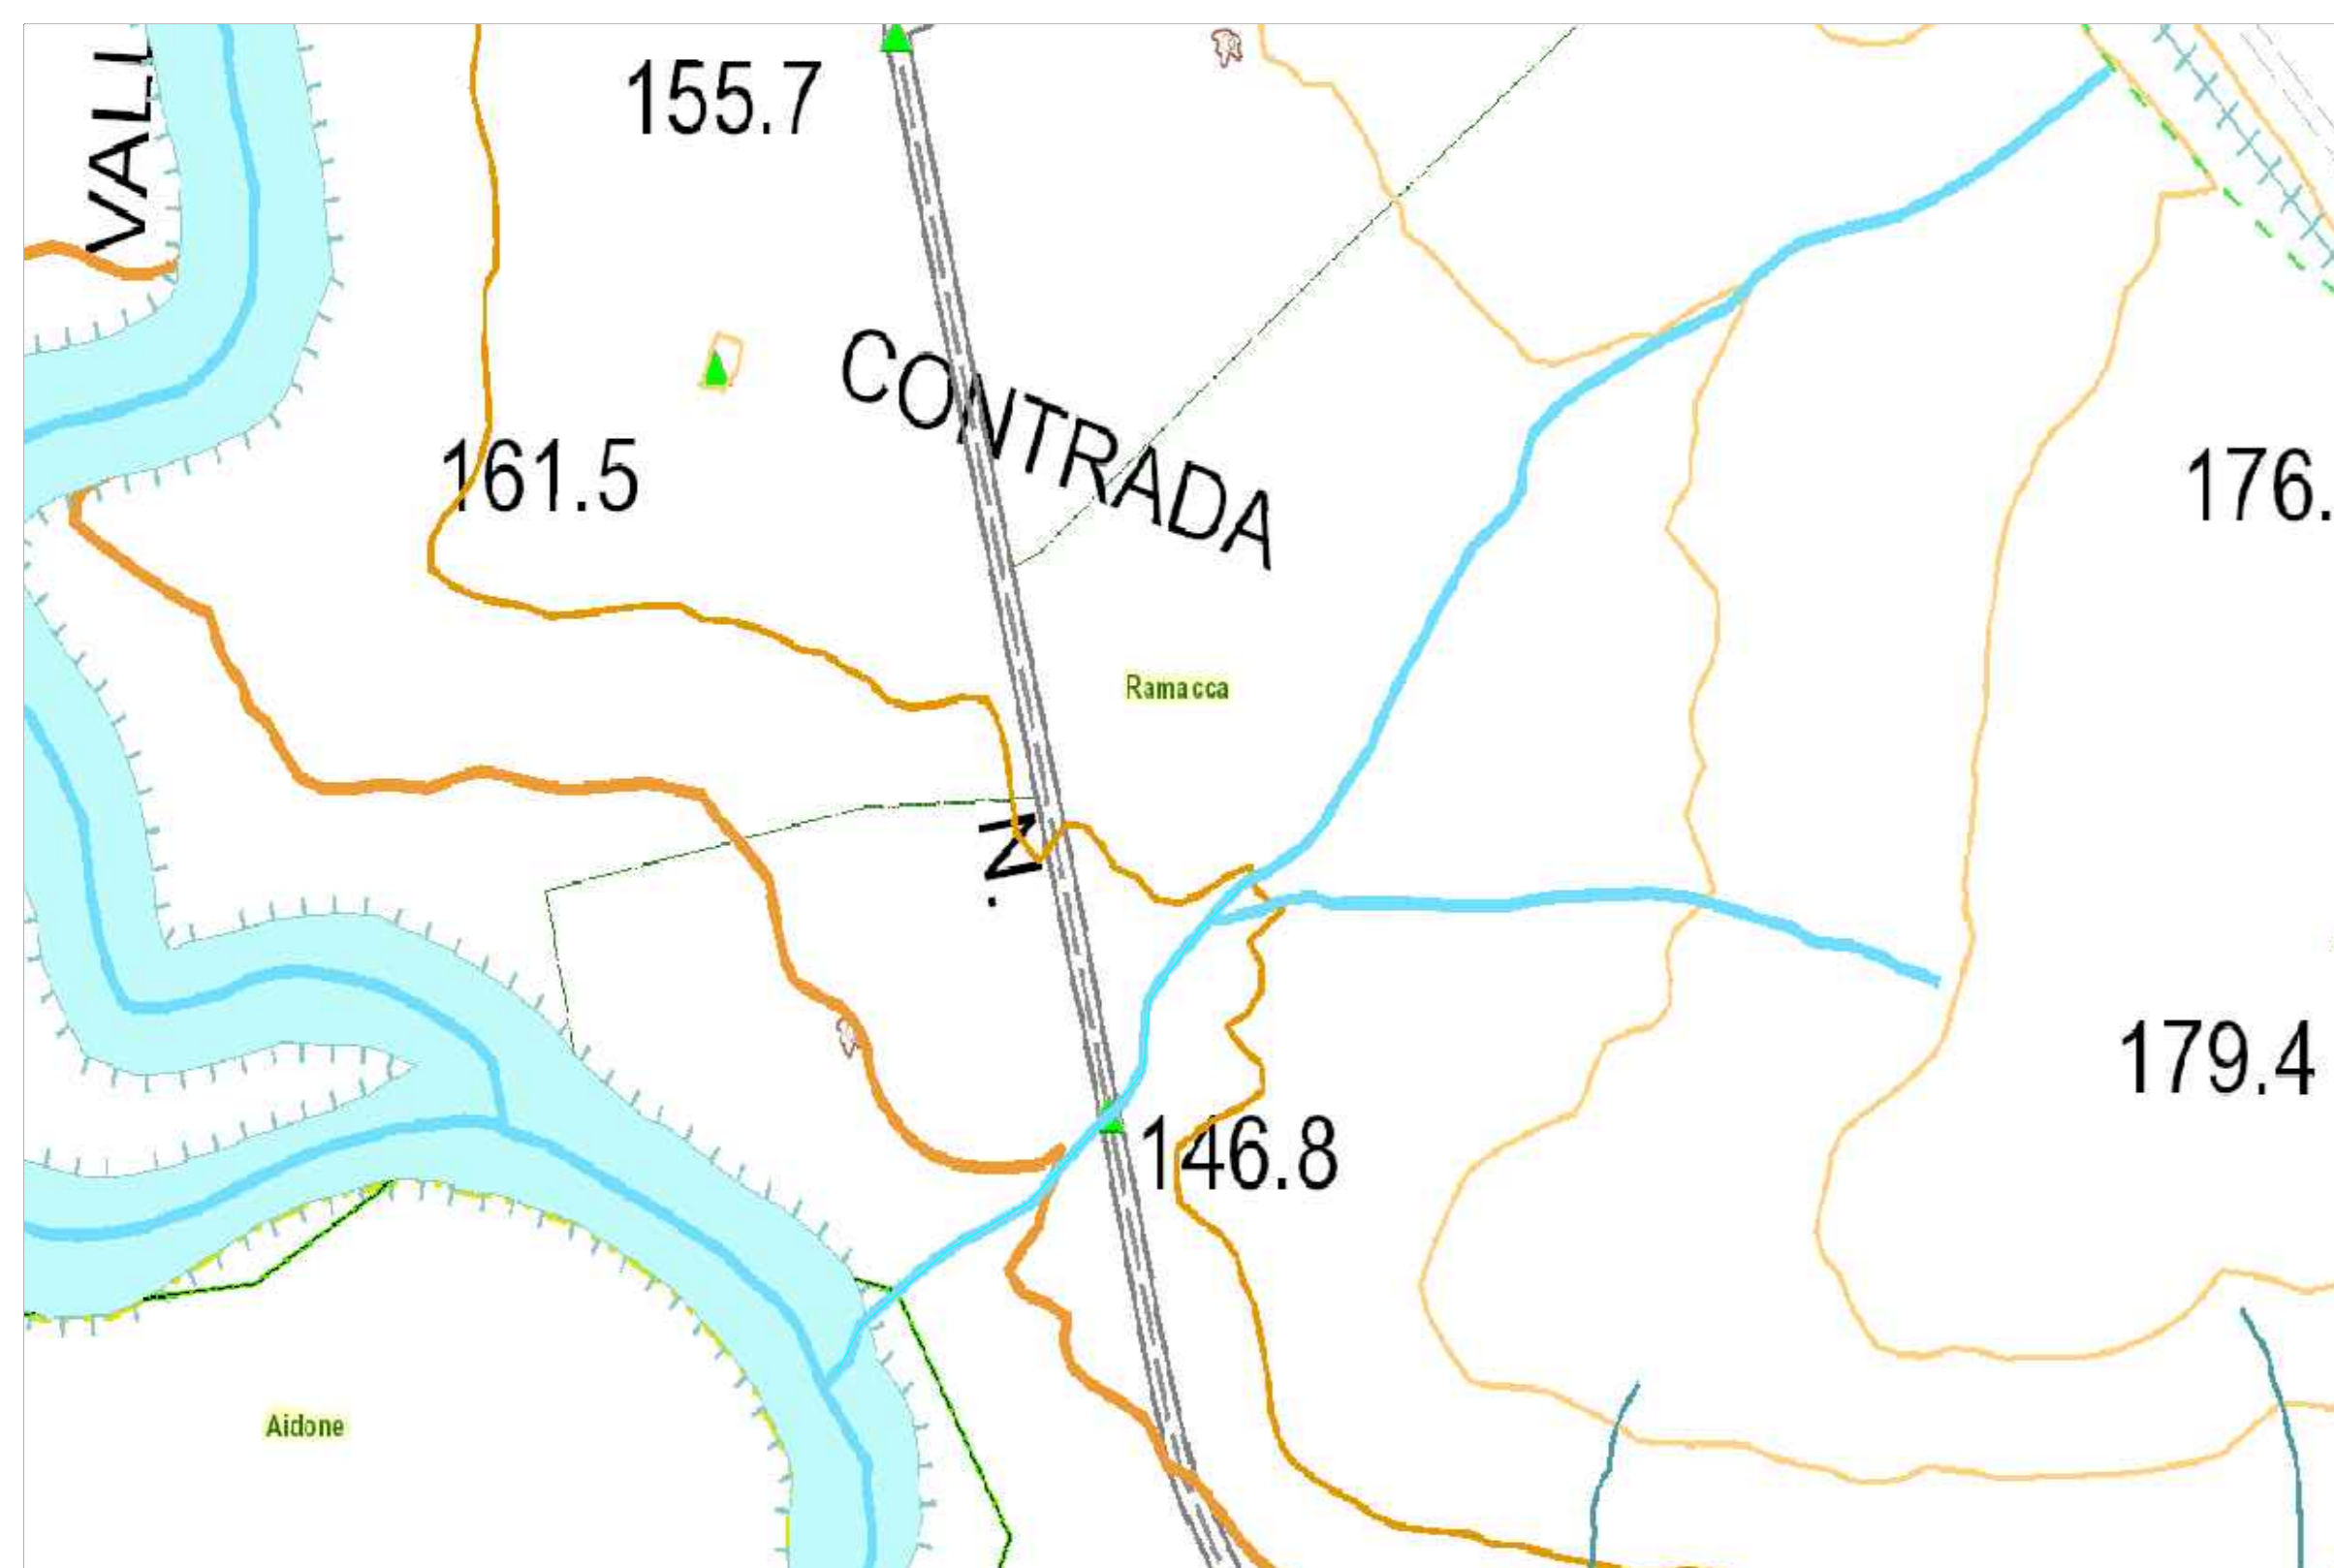 VALL
155.7
CONTRADA
161.5
176.
Ramacca
N.
179.4
146.8
Aidone